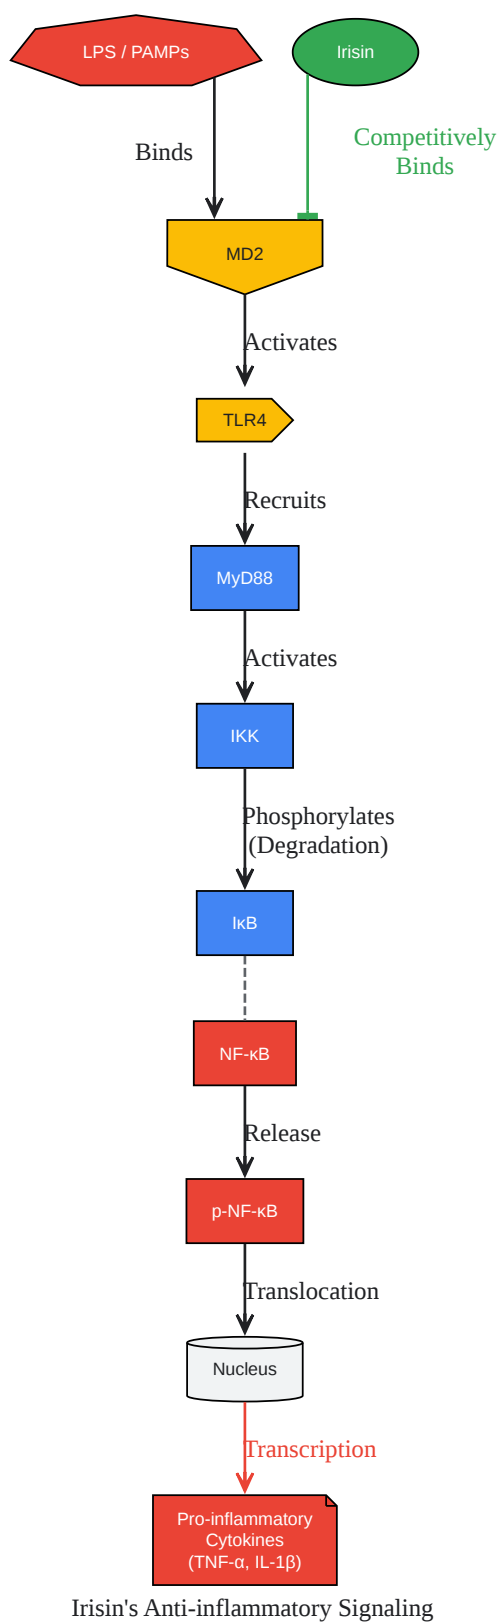 LPS / PAMPs
Irisin
Binds
Competitively
Binds
MD2
Activates
TLR4
Recruits
MyD88
Activates
IKK
Phosphorylates
(Degradation)
IκB
NF-κB
Release
p-NF-κB
Translocation
Nucleus
Transcription
Pro-inflammatory
Cytokines
(TNF-α, IL-1β)
Irisin's Anti-inflammatory Signaling